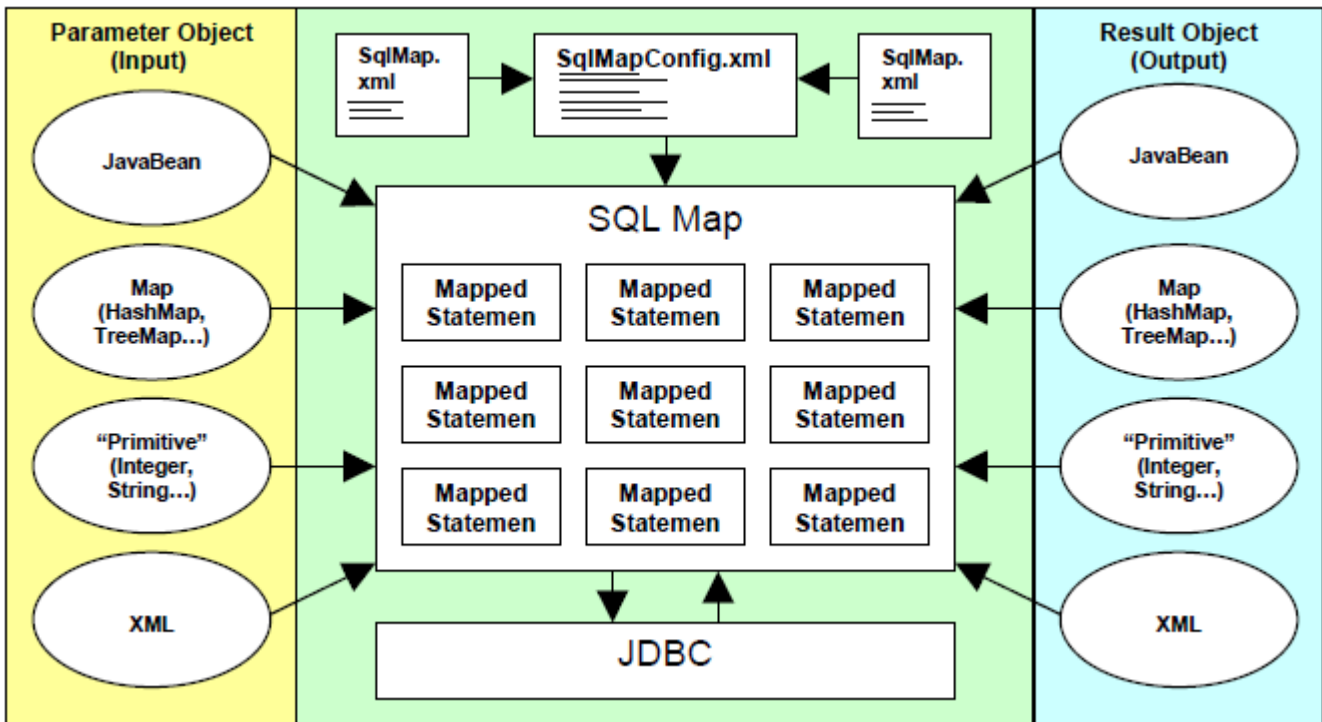 Parameter Object
(Input)
JavaBean
Map
(HashMap,
TreeMap…)
“Primitive”
(Integer,
String…)
XML
SqlMap.
xml
SqlMapConfig.xml
SqlMap.
xml
SQL Map
Mapped
Statemen
Mapped
Statemen
Mapped
Statemen
Mapped
Statemen
Mapped
Statemen
Mapped
Statemen
Mapped
Statemen
Mapped
Statemen
Mapped
Statemen
JDBC
Result Object
(Output)
JavaBean
Map
(HashMap,
TreeMap…)
“Primitive”
(Integer,
String…)
XML